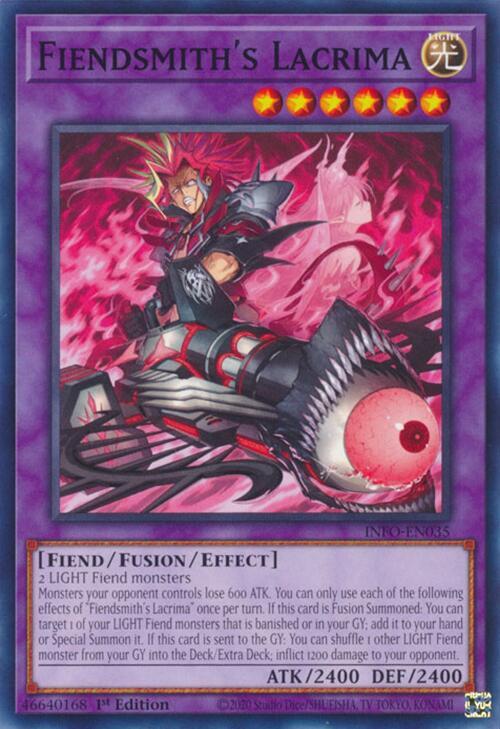 FIENDSMITH'S LACRIMA
LIGHT
光
INFO-EN035
[FIEND/FUSION/EFFECT]
2 LIGHT Fiend monsters
Monsters your opponent controls lose 600 ATK. You can only use each of the following
effects of "Fiendsmith's Lacrima" once per turn. If this card is Fusion Summoned: You can
target 1 of your LIGHT Fiend monsters that is banished or in your GY; add it to your hand
or Special Summon it. If this card is sent to the GY: You can shuffle 1 other LIGHT Fiend
monster from your GY into the Deck/Extra Deck; inflict 1200 damage to your opponent.
ATK/2400 DEF/2400
46640168 1st Edition ©2020 Studio Dice/SHUEISHA, TV TOKYO, KONAMI